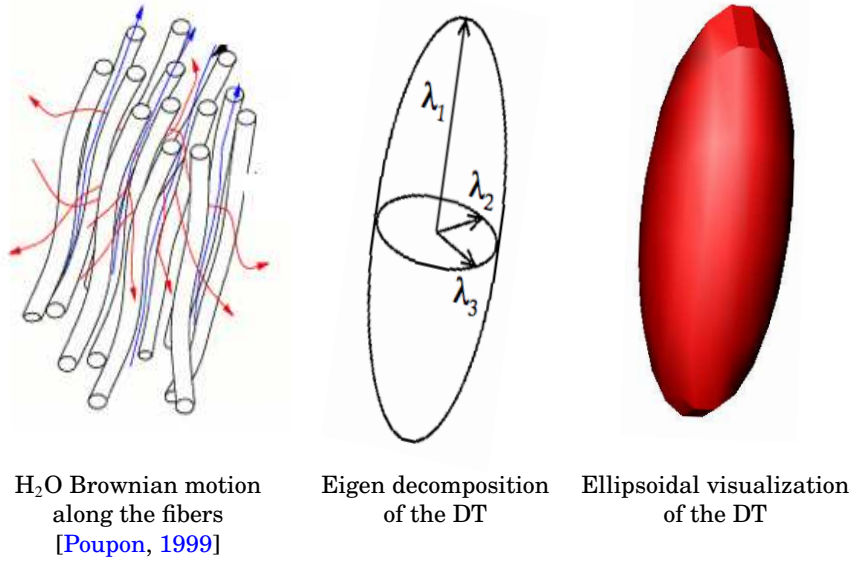 λ₁
λ₂
λ₃
H₂O Brownian motion
along the fibers
[Poupon, 1999]
Eigen decomposition
of the DT
Ellipsoidal visualization
of the DT